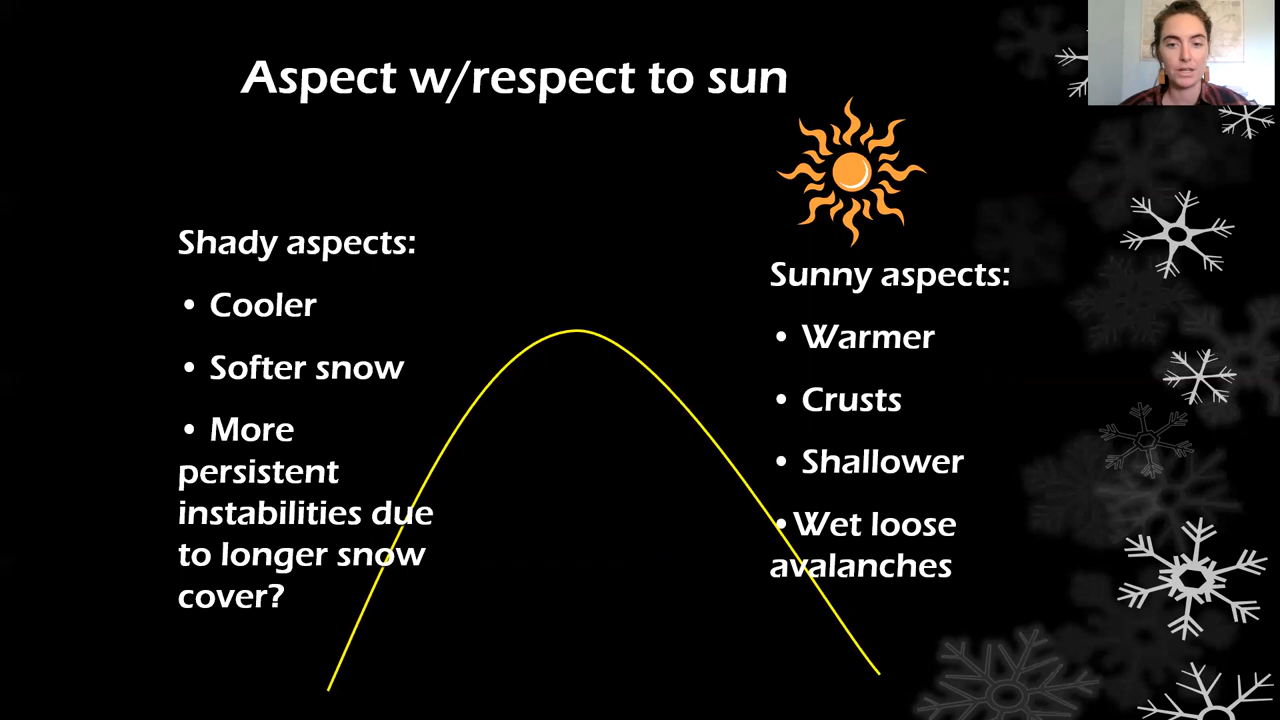 Aspect w/respect to sun
Shady aspects:
• Cooler
• Softer snow
• More
persistent
instabilities due
to longer snow
cover?
Sunny aspects:
• Warmer
• Crusts
• Shallower
•Wet loose
avalanches